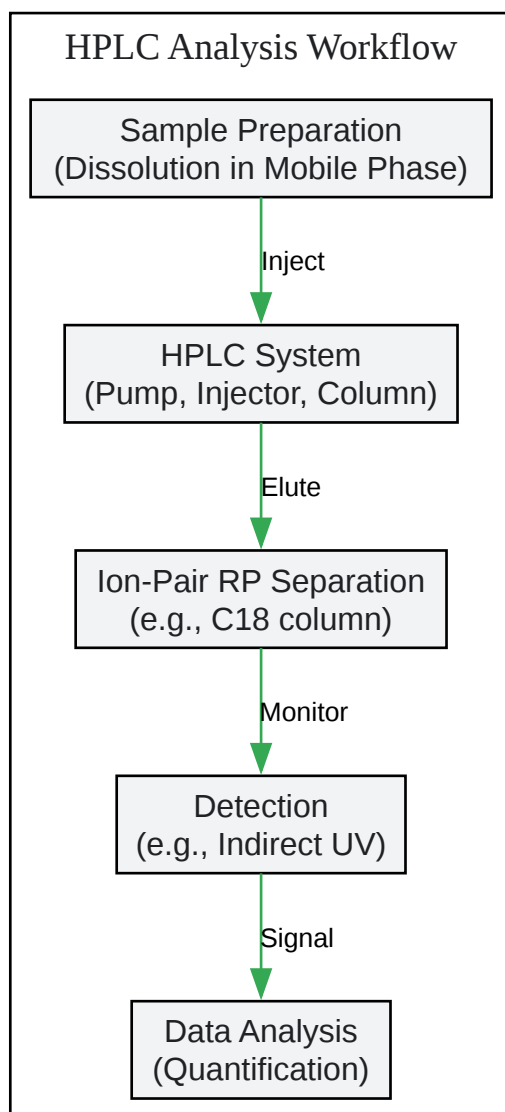 HPLC Analysis Workflow
Sample Preparation
(Dissolution in Mobile Phase)
Inject
HPLC System
(Pump, Injector, Column)
Elute
Ion-Pair RP Separation
(e.g., C18 column)
Monitor
Detection
(e.g., Indirect UV)
Signal
Data Analysis
(Quantification)